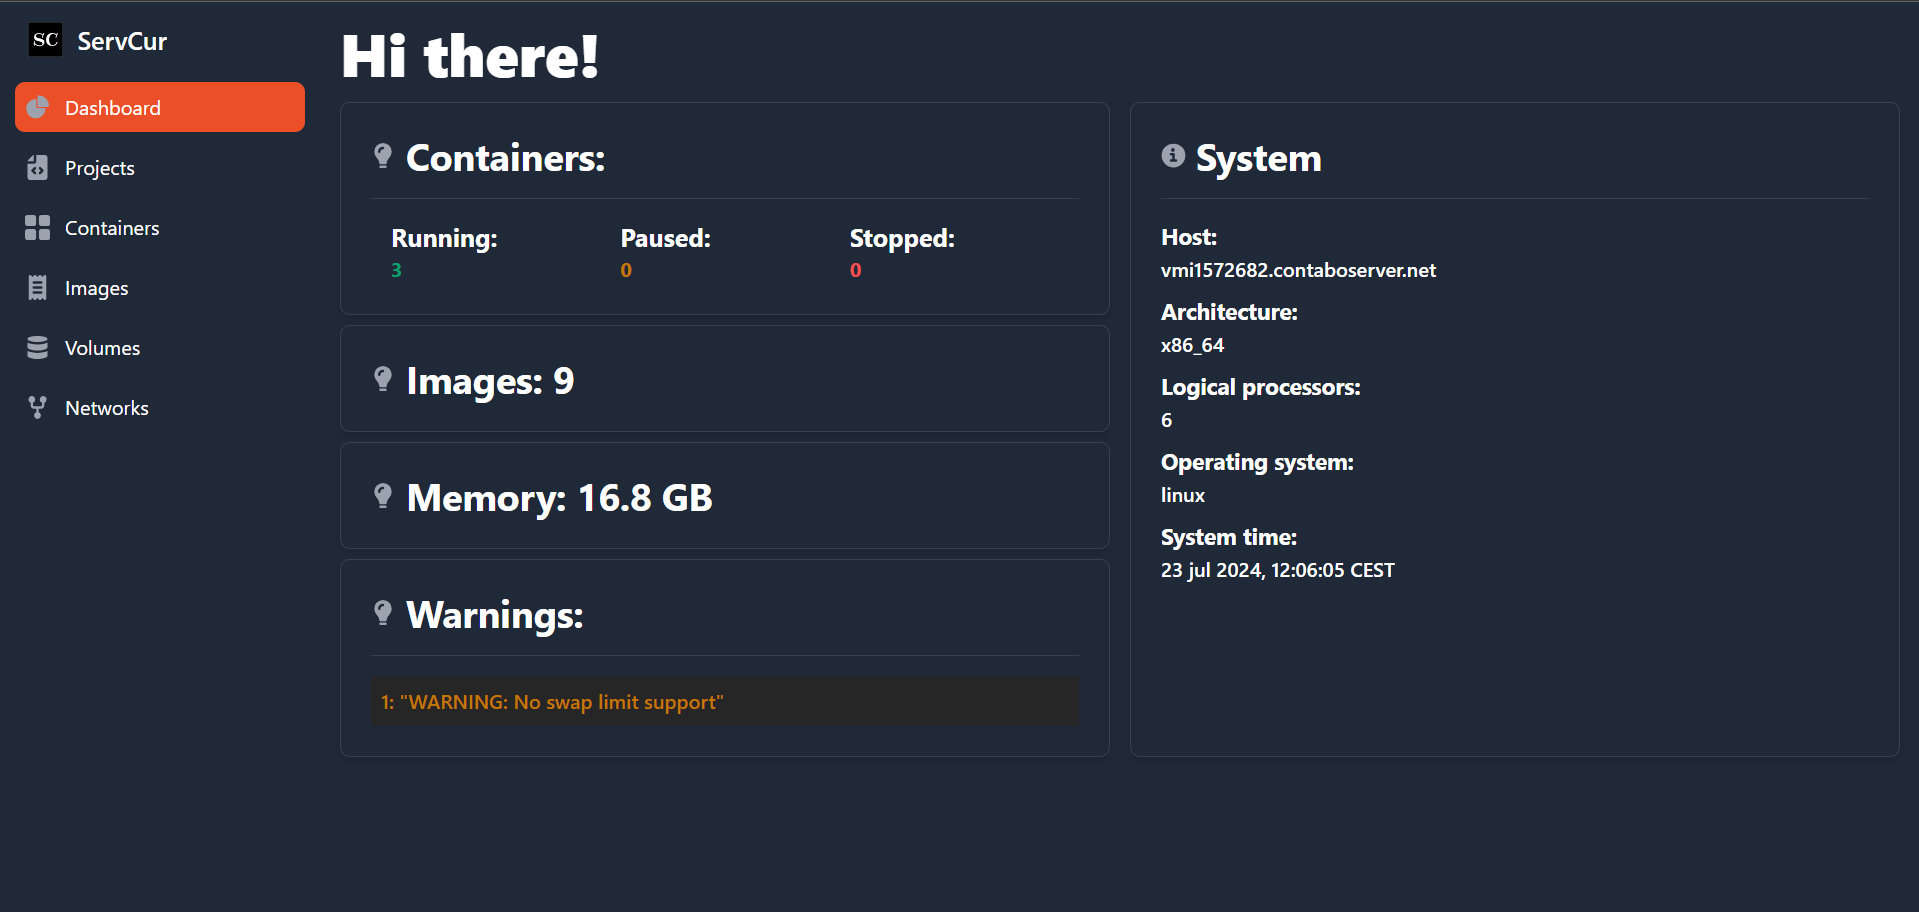 SC ServCur
Dashboard
Projects
Containers
Images
Volumes
Networks
Hi there!
Containers:
Running: Paused: Stopped:
3 0 0
Images: 9
Memory: 16.8 GB
Warnings:
1: "WARNING: No swap limit support"
System
Host:
vmi1572682.contaboserver.net
Architecture:
x86_64
Logical processors:
6
Operating system:
linux
System time:
23 jul 2024, 12:06:05 CEST